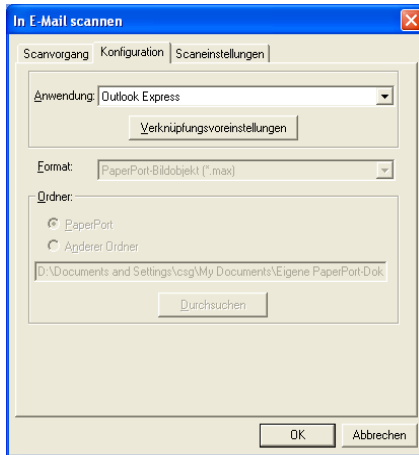 In E-Mail scannen
Scanvorgang Konfiguration Scaneinstellungen
Anwendung: Outlook Express
Verknüpfungsvoreinstellungen
Format: PaperPort-Bildobjekt (*.max)
Ordner:
PaperPort
Anderer Ordner
D:\Documents and Settings\csg\My Documents\Eigene PaperPort-Dok
Durchsuchen
OK Abbrechen